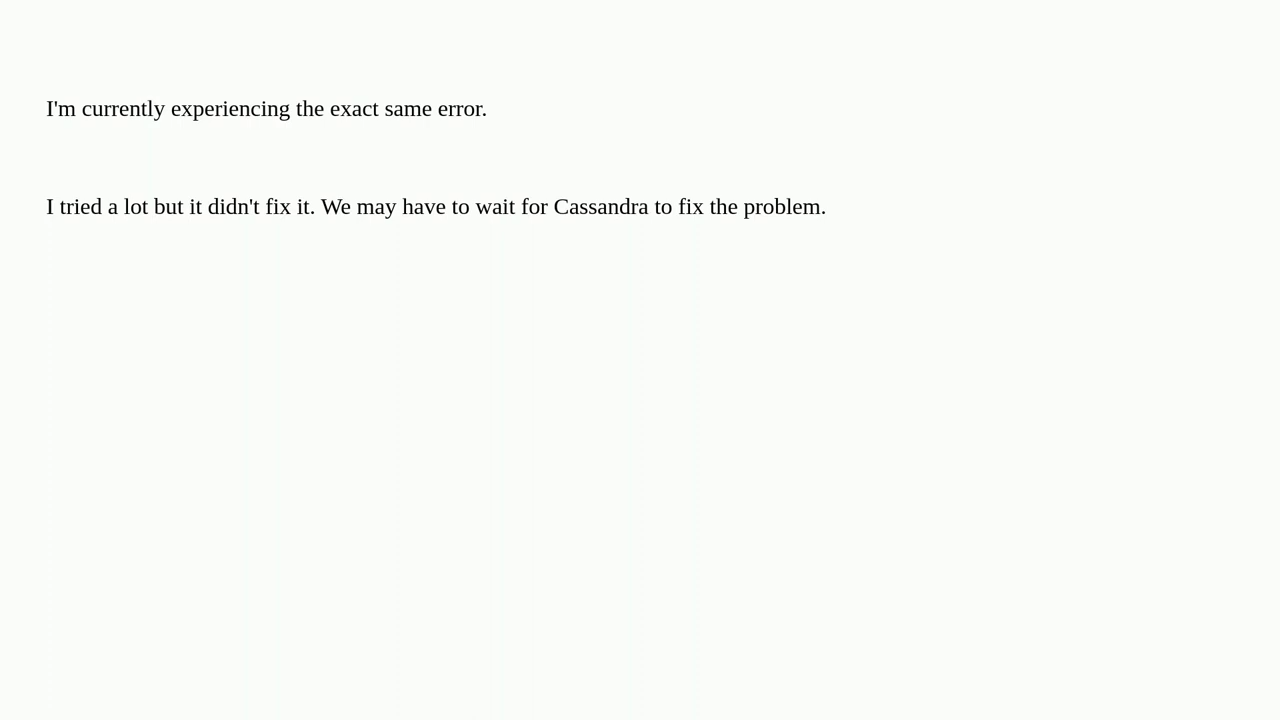 I'm currently experiencing the exact same error.
I tried a lot but it didn't fix it. We may have to wait for Cassandra to fix the problem.